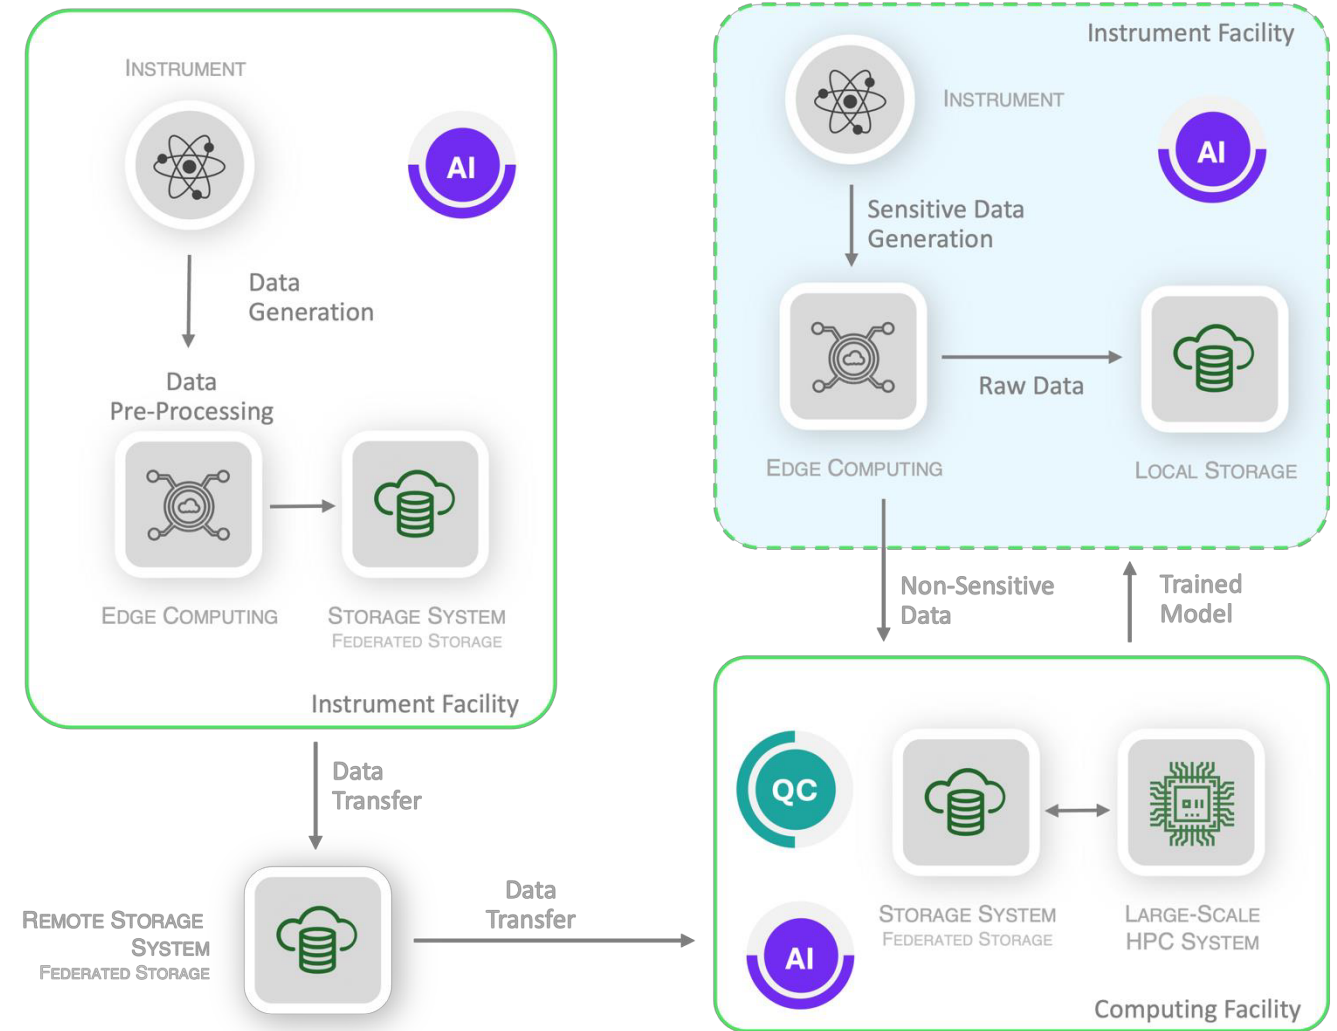 INSTRUMENT
AI
Data
Generation
Data
Pre-Processing
EDGE COMPUTING
STORAGE SYSTEM
FEDERATED STORAGE
Instrument Facility
Data
Transfer
REMOTE STORAGE
SYSTEM
FEDERATED STORAGE
Data
Transfer
Instrument Facility
INSTRUMENT
AI
Sensitive Data
Generation
Raw Data
EDGE COMPUTING
LOCAL STORAGE
Non-Sensitive
Data
Trained
Model
QC
AI
STORAGE SYSTEM
FEDERATED STORAGE
LARGE-SCALE
HPC SYSTEM
Computing Facility